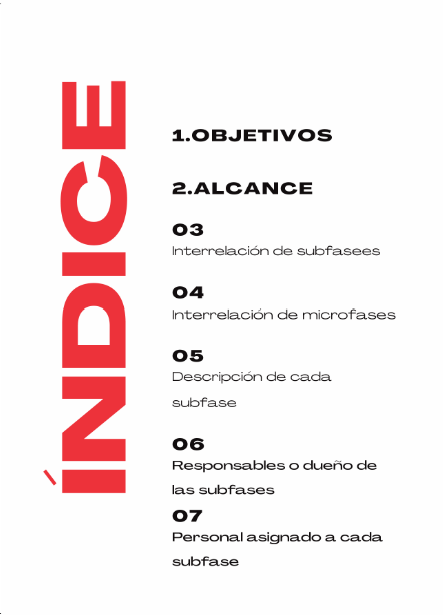 ÍNDICE
1.OBJETIVOS
2.ALCANCE
03
Interrelación de subfasees
04
Interrelación de microfases
05
Descripción de cada
subfase
06
Responsables o dueño de
las subfases
07
Personal asignado a cada
subfase